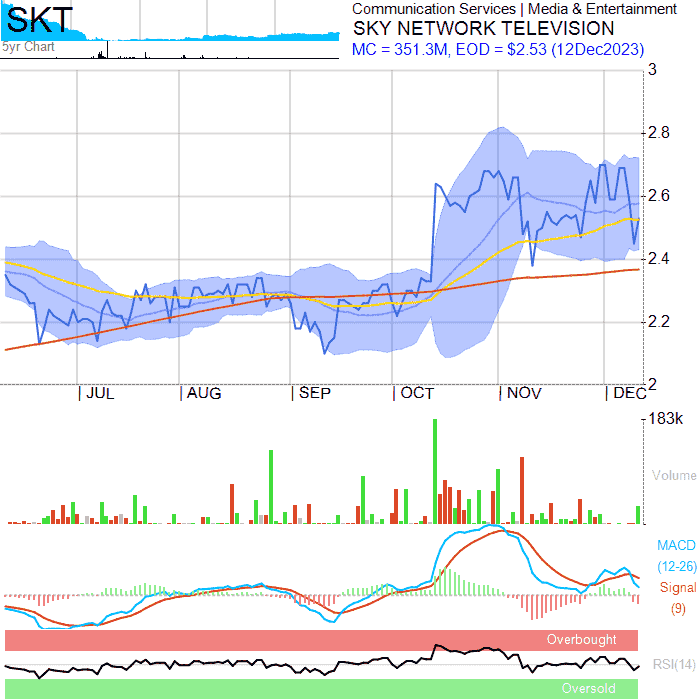 SKT
5yr Chart
Communication Services | Media & Entertainment
SKY NETWORK TELEVISION
MC = 351.3M, EOD = $2.53 (12Dec2023)
3
2.8
2.6
2.4
2.2
2
| JUL | AUG | SEP | OCT | NOV | DEC
183k
Volume
MACD
(12-26)
Signal
(9)
Overbought
RSI(14)
Oversold